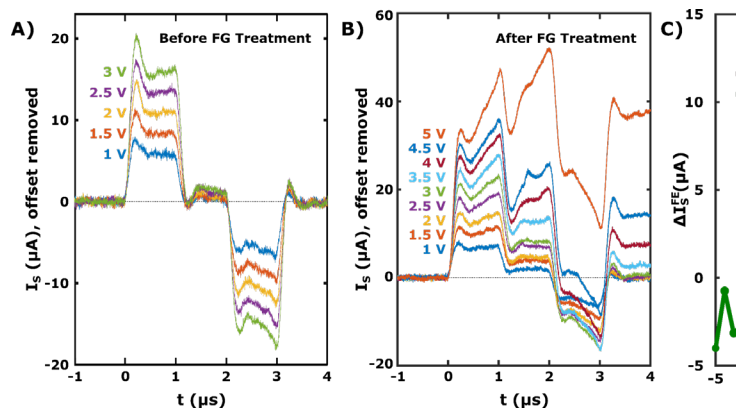 A)
Before FG Treatment
I_S (µA), offset removed
20
10
0
-10
-20
3 V
2.5 V
2 V
1.5 V
1 V
-1 0 1 2 3 4
t (µs)
B)
After FG Treatment
I_S (µA), offset removed
60
40
20
0
-20
5 V
4.5 V
4 V
3.5 V
3 V
2.5 V
2 V
1.5 V
1 V
-1 0 1 2 3 4
t (µs)
C)
ΔI_S^FE (µA)
15
10
5
0
-5
-5